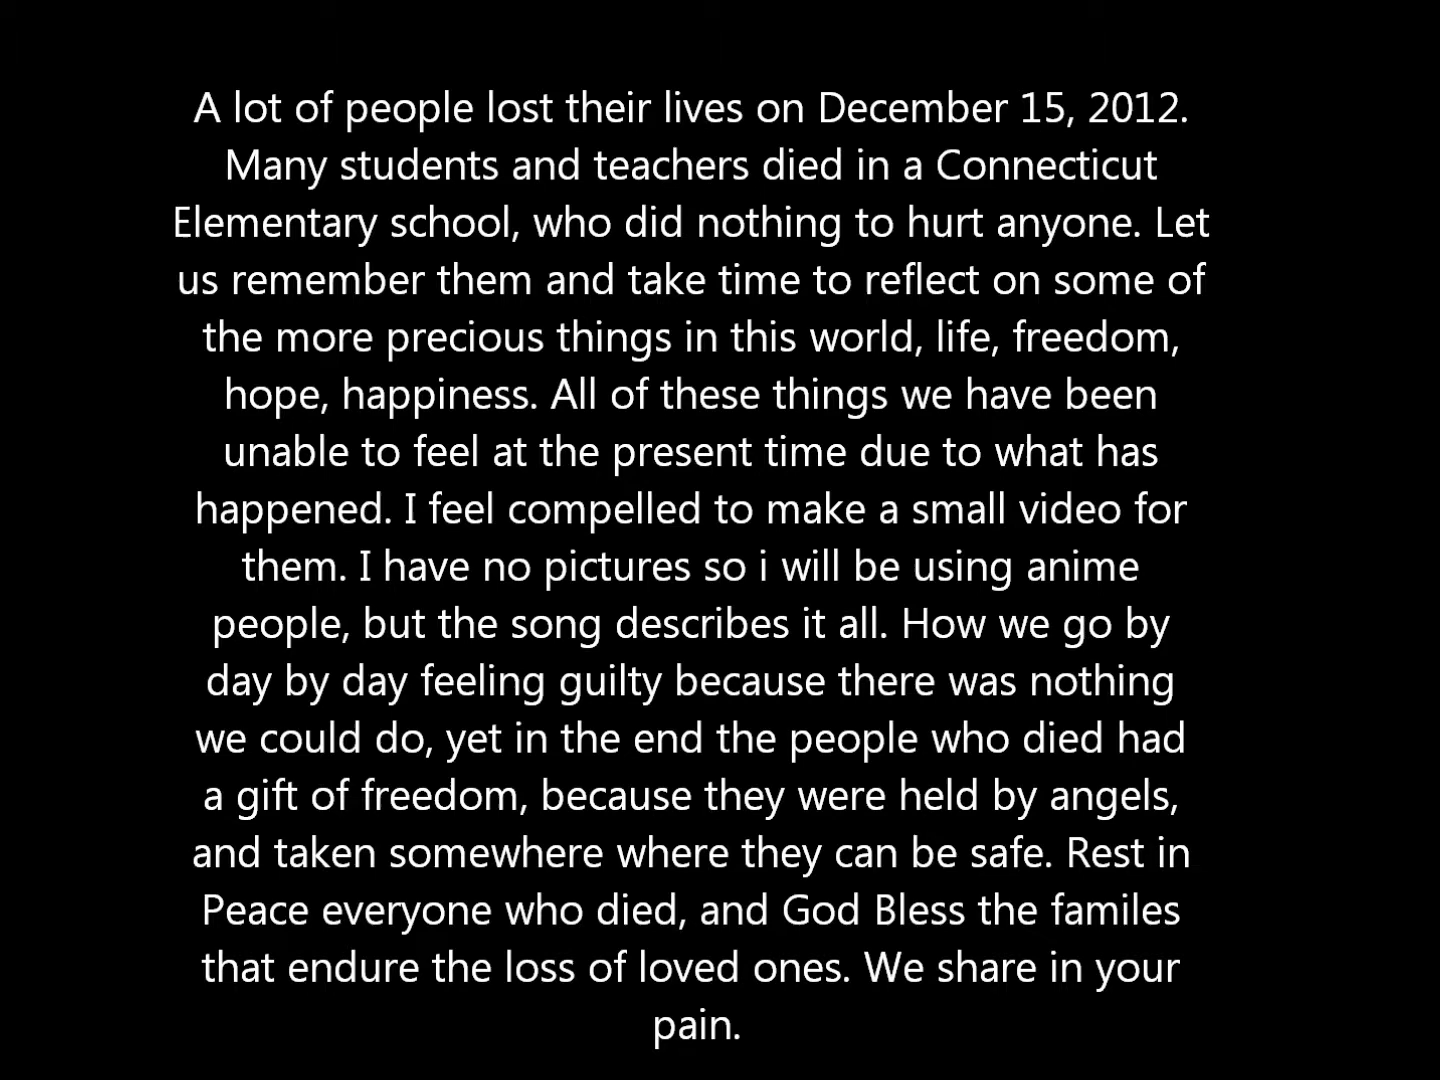 A lot of people lost their lives on December 15, 2012.
Many students and teachers died in a Connecticut
Elementary school, who did nothing to hurt anyone. Let
us remember them and take time to reflect on some of
the more precious things in this world, life, freedom,
hope, happiness. All of these things we have been
unable to feel at the present time due to what has
happened. I feel compelled to make a small video for
them. I have no pictures so i will be using anime
people, but the song describes it all. How we go by
day by day feeling guilty because there was nothing
we could do, yet in the end the people who died had
a gift of freedom, because they were held by angels,
and taken somewhere where they can be safe. Rest in
Peace everyone who died, and God Bless the familes
that endure the loss of loved ones. We share in your
pain.